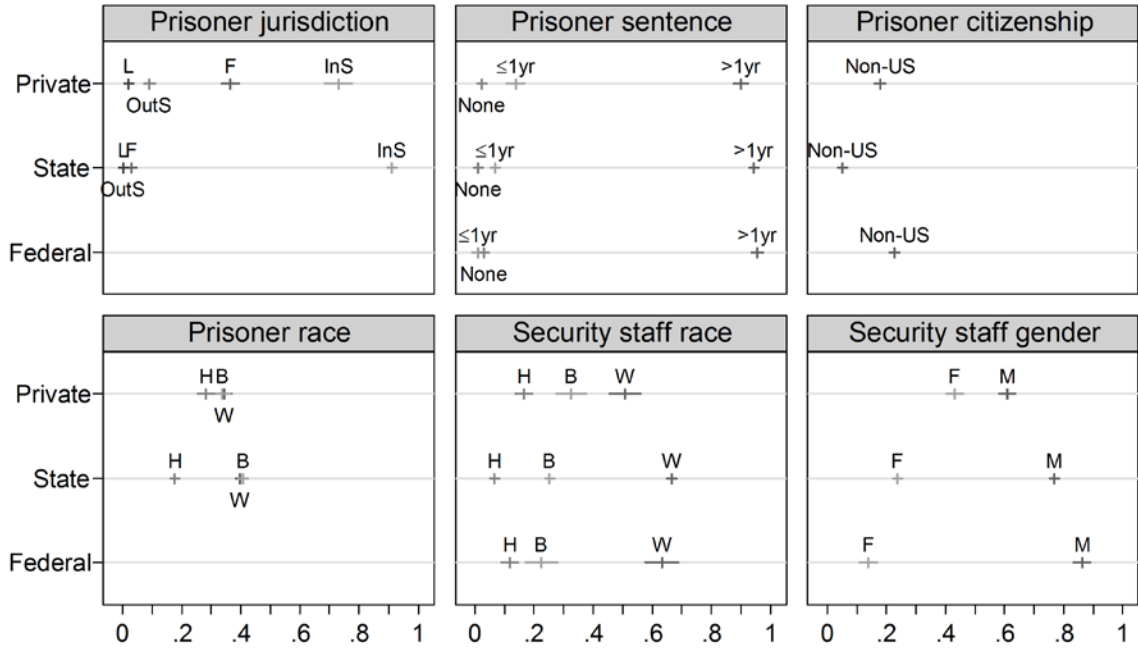 Prisoner jurisdiction Prisoner sentence Prisoner citizenship
L F InS ≤1yr >1yr Non-US
Private
OutS None
LF InS ≤1yr >1yr Non-US
State
OutS None
≤1yr >1yr Non-US
Federal
None
Prisoner race Security staff race Security staff gender
H B H B W F M
Private
W
H B H B W F M
State
W
H B W F M
Federal
0 .2 .4 .6 .8 1 0 .2 .4 .6 .8 1 0 .2 .4 .6 .8 1